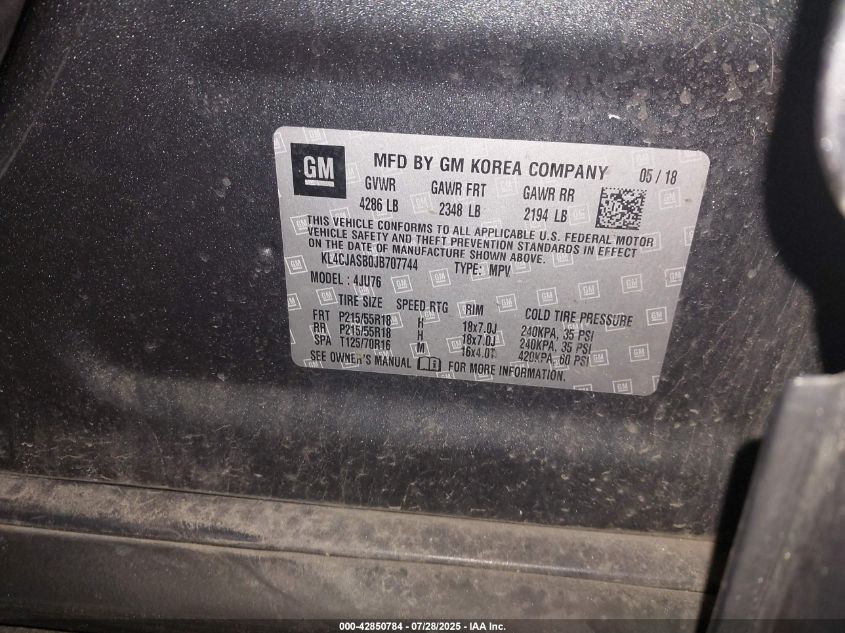 GM
MFD BY GM KOREA COMPANY 05 / 18
GVWR GAWR FRT GAWR RR
4286 LB 2348 LB 2194 LB
THIS VEHICLE CONFORMS TO ALL APPLICABLE U.S. FEDERAL MOTOR
VEHICLE SAFETY AND THEFT PREVENTION STANDARDS IN EFFECT
ON THE DATE OF MANUFACTURE SHOWN ABOVE.
KL4CJASB0JB707744 TYPE: MPV
MODEL : 4JU76
TIRE SIZE SPEED RTG RIM COLD TIRE PRESSURE
FRT P215/55R18 H 18x7.0J 240KPA, 35 PSI
RR P215/55R18 H 18x7.0J 240KPA, 35 PSI
SPA T125/70R16 M 16x4.0T 420KPA, 60 PSI
SEE OWNER'S MANUAL FOR MORE INFORMATION.
000-42850784 - 07/28/2025 - IAA Inc.